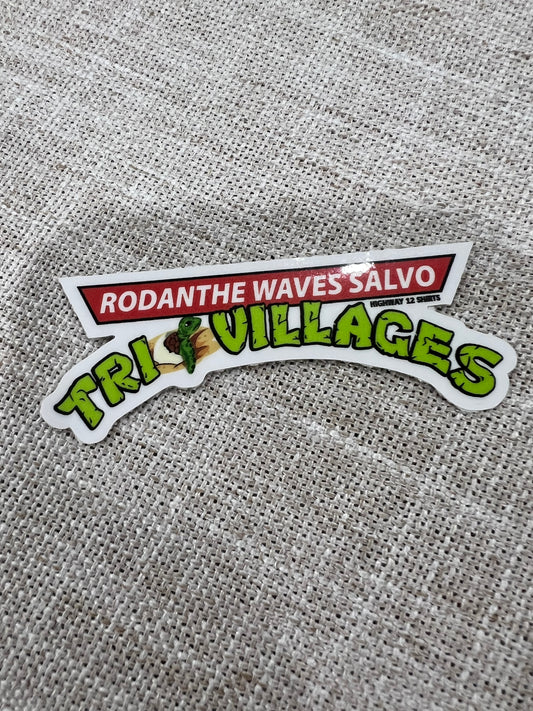 RODANTHE WAVES SALVO
HIGHWAY 12 SHIRTS
TRI VILLAGES